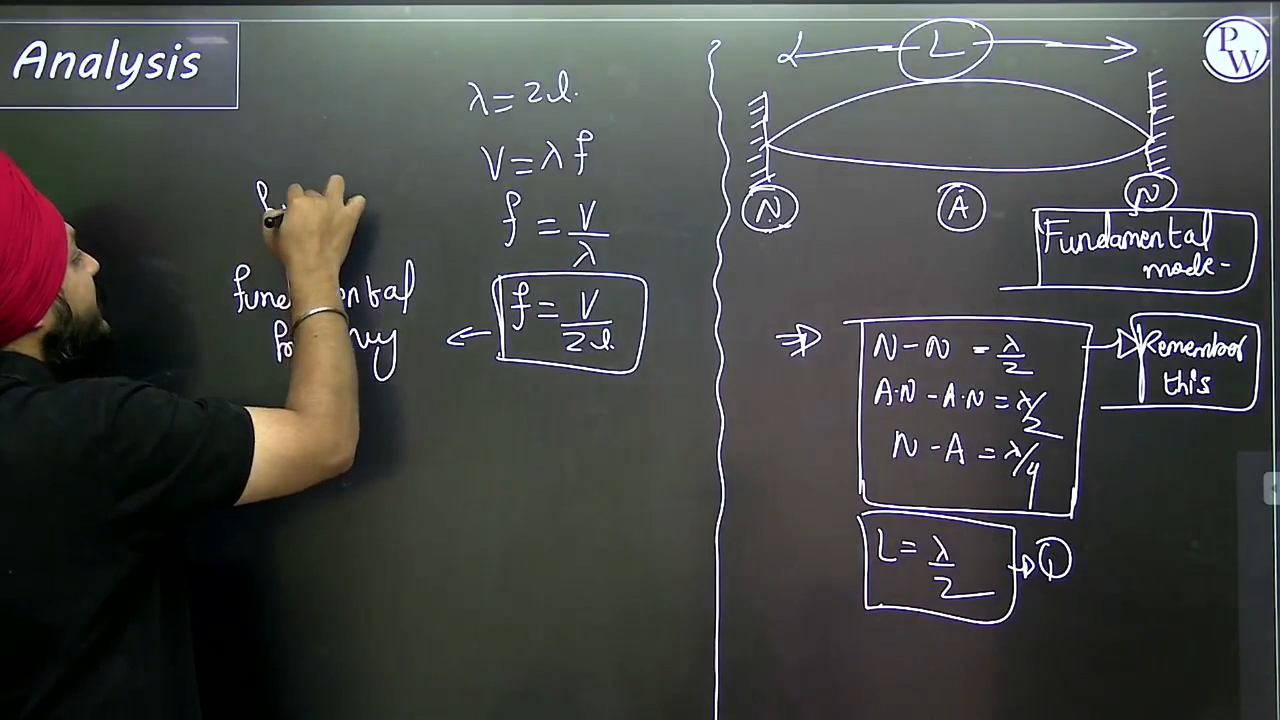 Analysis
λ = 2l.
V = λf
f = V/λ
f = V/2l.
←
L
PW
N
A
N
Fundamental
mode-
⇒
N - N = λ/2
A.N - A.N = λ/2
N - A = λ/4
Remember
this
L = λ/2
→ 1